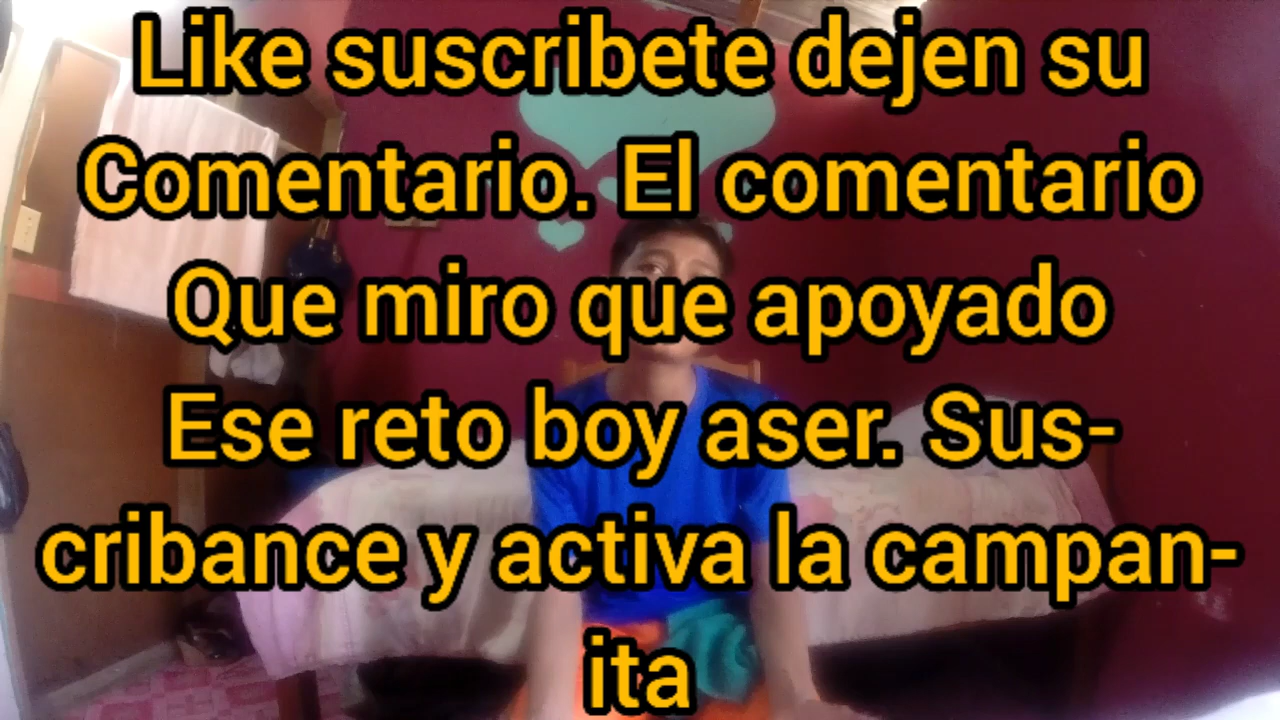 Like suscribete dejen su
Comentario. El comentario
Que miro que apoyado
Ese reto boy aser. Sus-
cribance y activa la campan-
ita